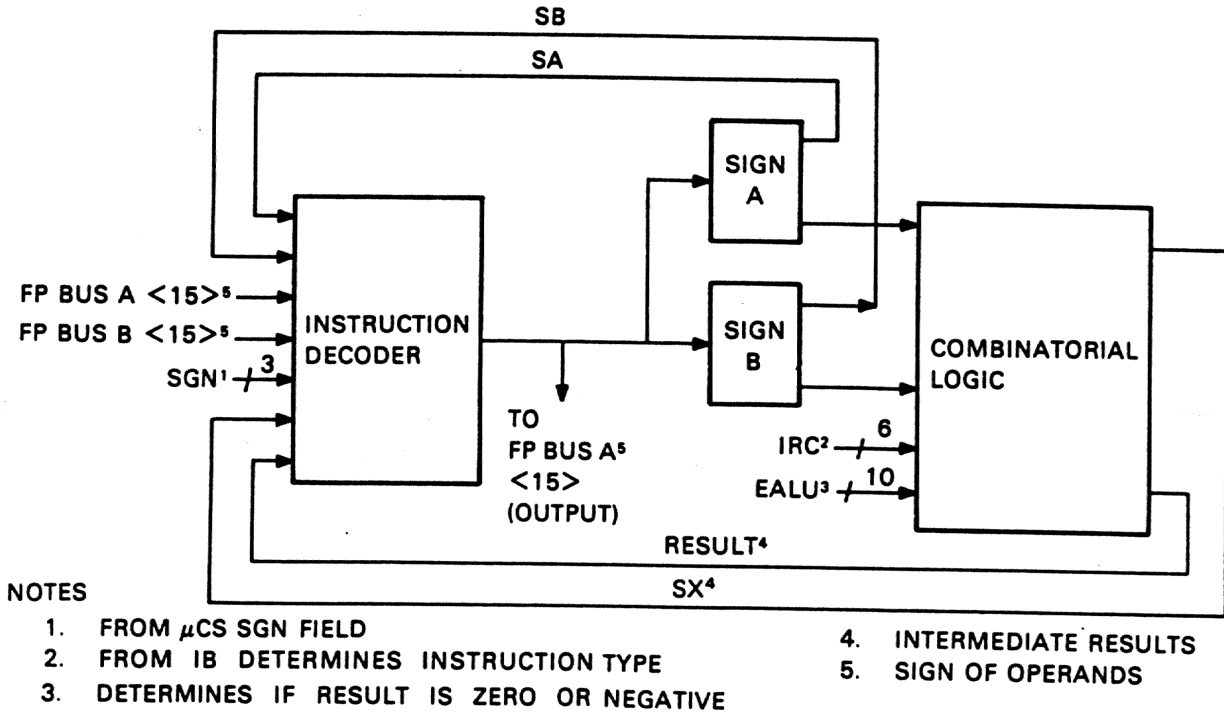 SB
SA
SIGN
A
FP BUS A <15>⁵
FP BUS B <15>⁵
SGN¹ 3
INSTRUCTION
DECODER
SIGN
B
COMBINATORIAL
LOGIC
TO
FP BUS A⁵
<15>
(OUTPUT)
IRC² 6
EALU³ 10
RESULT⁴
SX⁴
NOTES
1. FROM μCS SGN FIELD
2. FROM IB DETERMINES INSTRUCTION TYPE
3. DETERMINES IF RESULT IS ZERO OR NEGATIVE
4. INTERMEDIATE RESULTS
5. SIGN OF OPERANDS